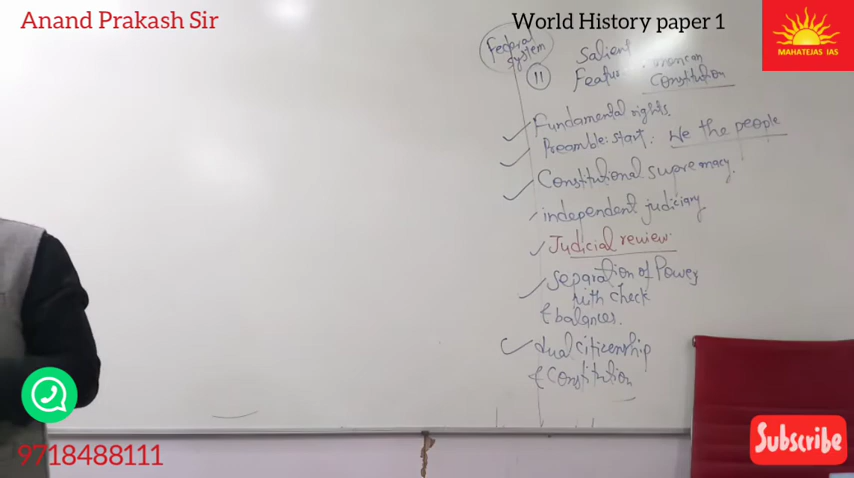 Anand Prakash Sir
World History paper 1
MAHATEJAS IAS
Federal
system
11
Salient
Featur
Constitution
Fundamental rights.
Preamble: start: We the people
Constitutional supremacy.
independent judiciary
Judicial review.
Separation of Power
with check
& balances.
dual citizenship
& Constitution
9718488111
Subscribe